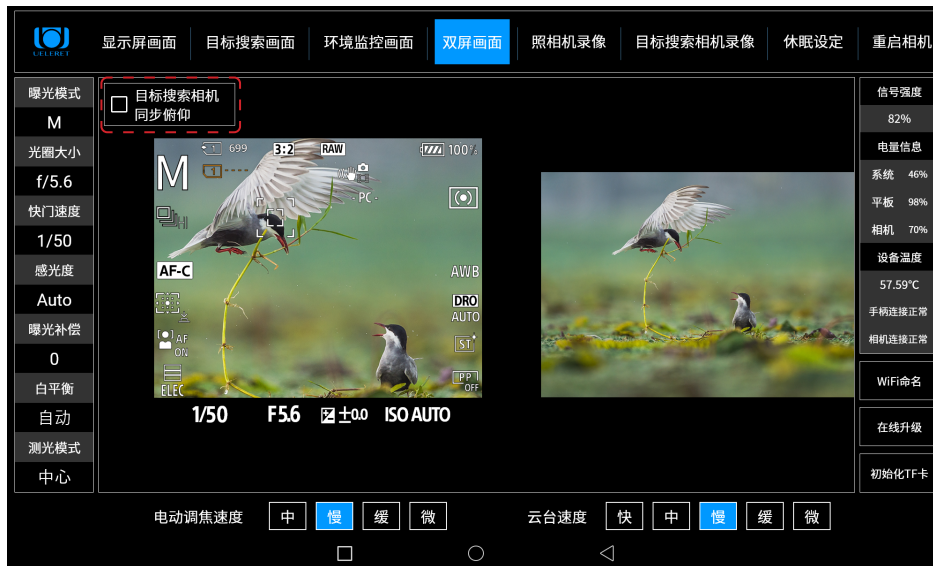 UELERET
显示屏画面 目标搜索画面 环境监控画面 双屏画面 照相机录像 目标搜索相机录像 休眠设定 重启相机
曝光模式
M
光圈大小
f/5.6
快门速度
1/50
感光度
Auto
曝光补偿
0
白平衡
自动
测光模式
中心
目标搜索相机
同步俯仰
1 699 3:2 RAW 100%
M 1
- PC -
H
AF-C AWB
DRO
AUTO
AF
ON
ST
ELEC
PP
OFF
1/50 F5.6 ±0.0 ISO AUTO
信号强度
82%
电量信息
系统 46%
平板 98%
相机 70%
设备温度
57.59℃
手柄连接正常
相机连接正常
WiFi命名
在线升级
初始化TF卡
电动调焦速度 中 慢 缓 微 云台速度 快 中 慢 缓 微